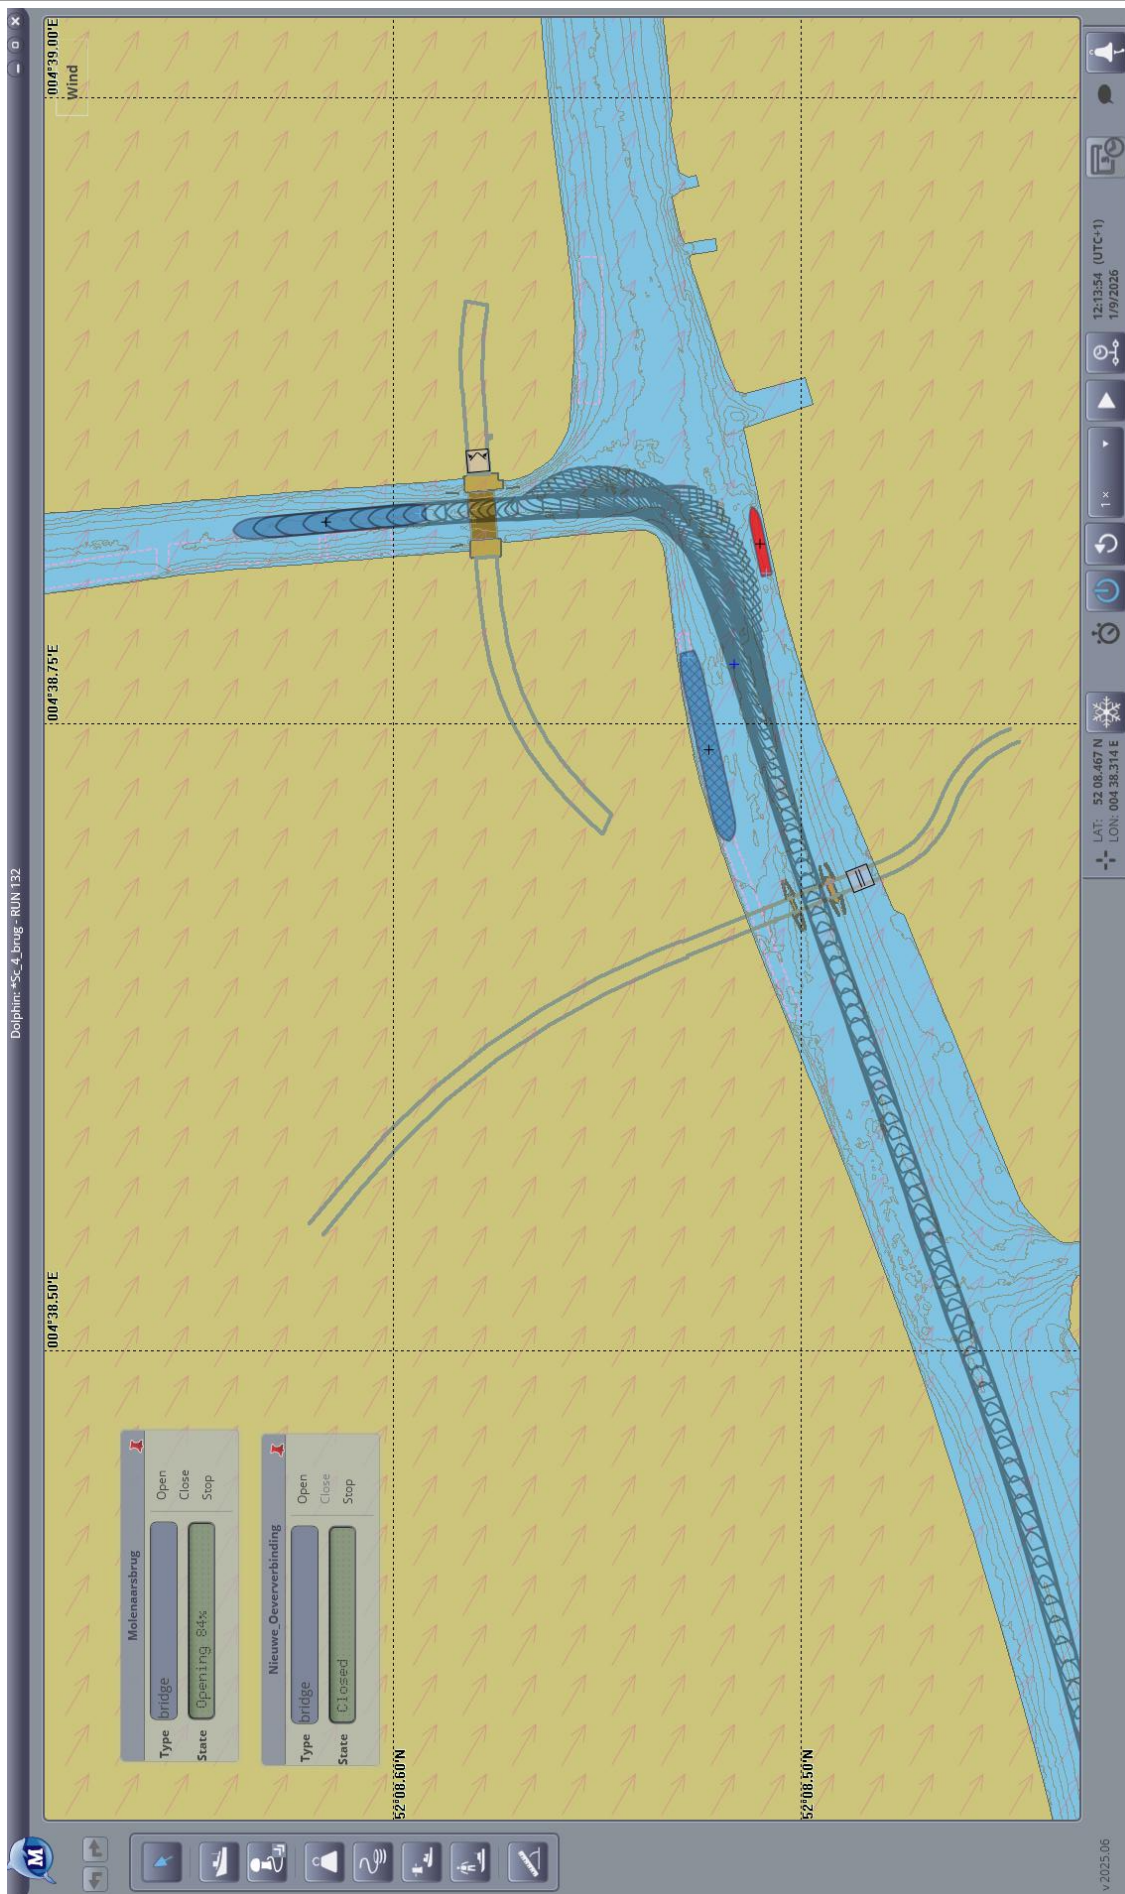 Dolphin: *Sc_4_brug - RUN 132
004°38.50'E
004°38.75'E
004°39.00'E
Wind
Molenaarsbrug
Type bridge
Open
Close
State Opening 84%
Stop
Nieuwe_Oeververbinding
Type bridge
Open
Close
State Closed
Stop
52°08.60'N
52°08.50'N
v 2025.06
LAT: 52 08.467 N
LON: 004 38.314 E
1 ×
12:13:54 (UTC+1)
1/9/2026
M